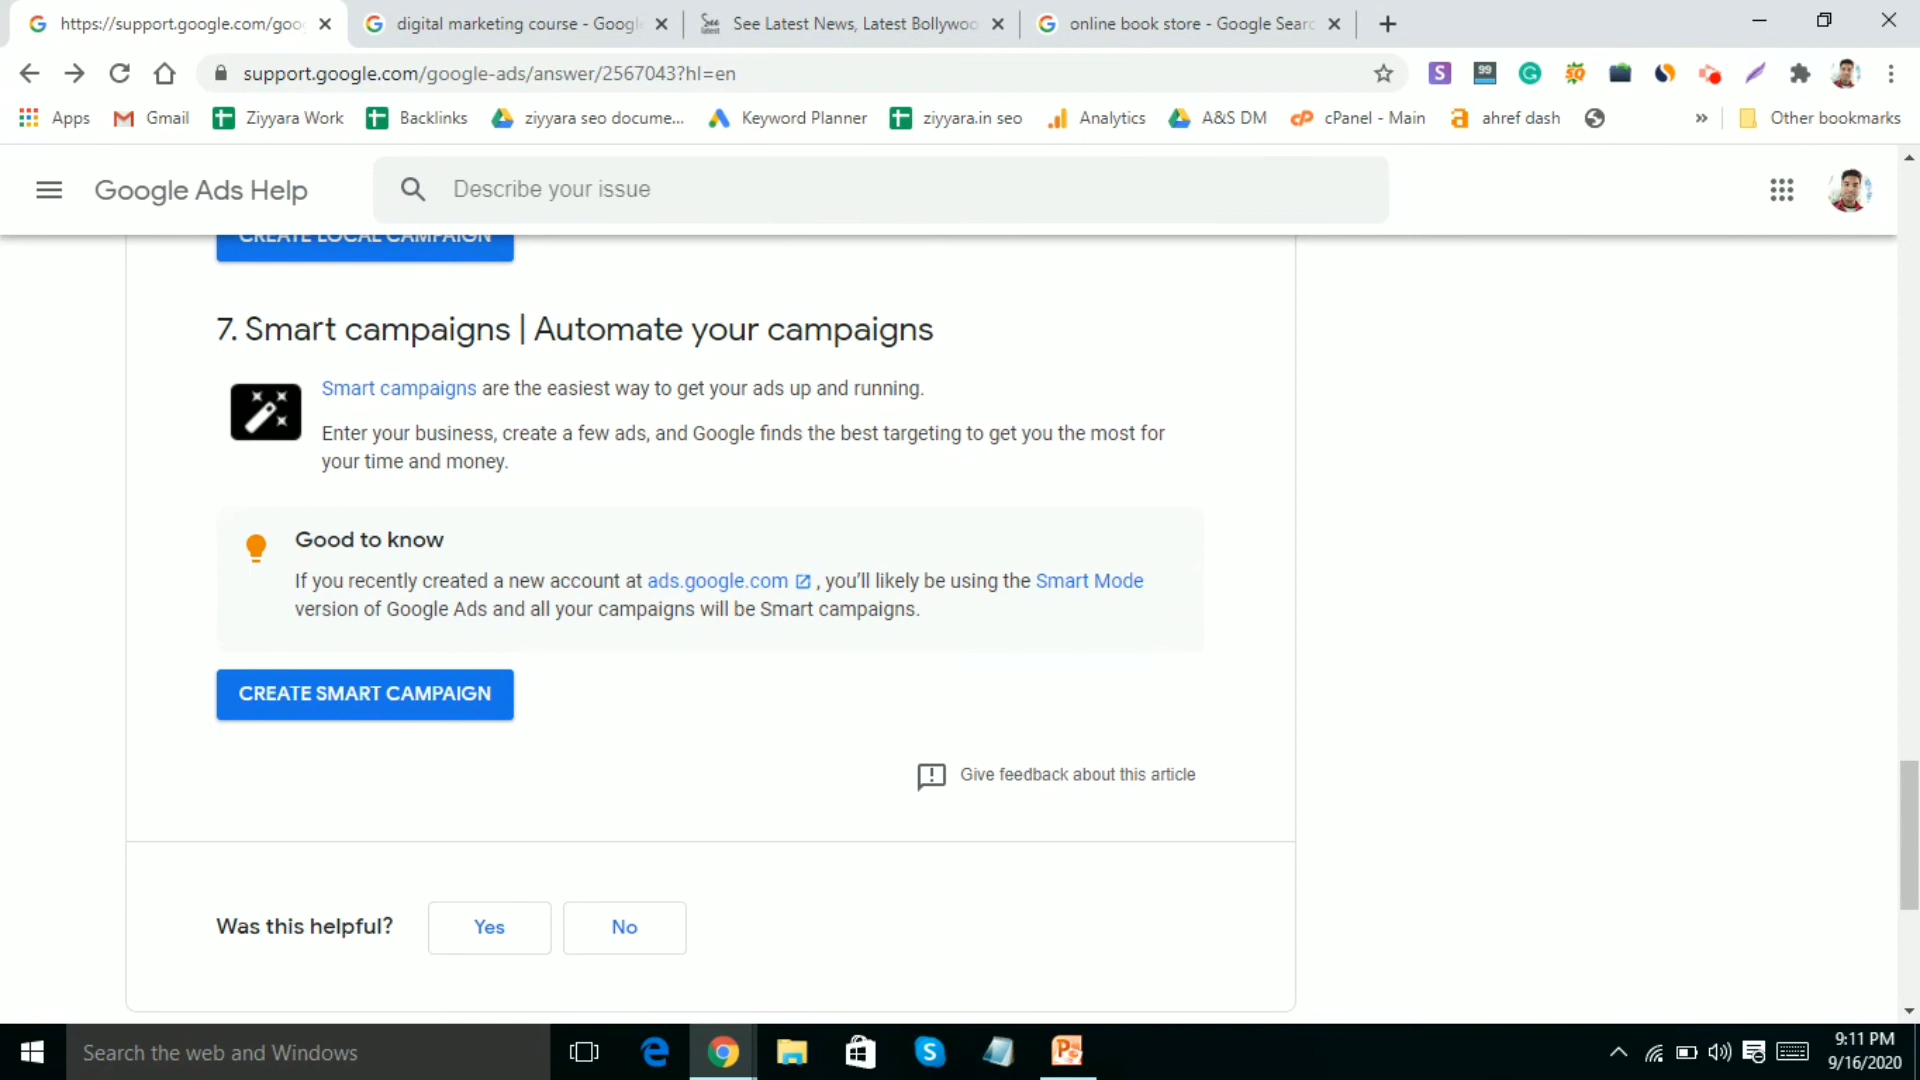 https://support.google.com/goo
digital marketing course - Google
See Latest News, Latest Bollywoo
online book store - Google Searc
support.google.com/google-ads/answer/2567043?hl=en
Apps
Gmail
Ziyyara Work
Backlinks
ziyyara seo docume...
Keyword Planner
ziyyara.in seo
Analytics
A&S DM
cPanel - Main
ahref dash
»
Other bookmarks
Google Ads Help
Describe your issue
CREATE LOCAL CAMPAIGN
7. Smart campaigns | Automate your campaigns
Smart campaigns are the easiest way to get your ads up and running.
Enter your business, create a few ads, and Google finds the best targeting to get you the most for
your time and money.
Good to know
If you recently created a new account at ads.google.com , you’ll likely be using the Smart Mode
version of Google Ads and all your campaigns will be Smart campaigns.
CREATE SMART CAMPAIGN
Give feedback about this article
Was this helpful?
Yes
No
Search the web and Windows
9:11 PM
9/16/2020